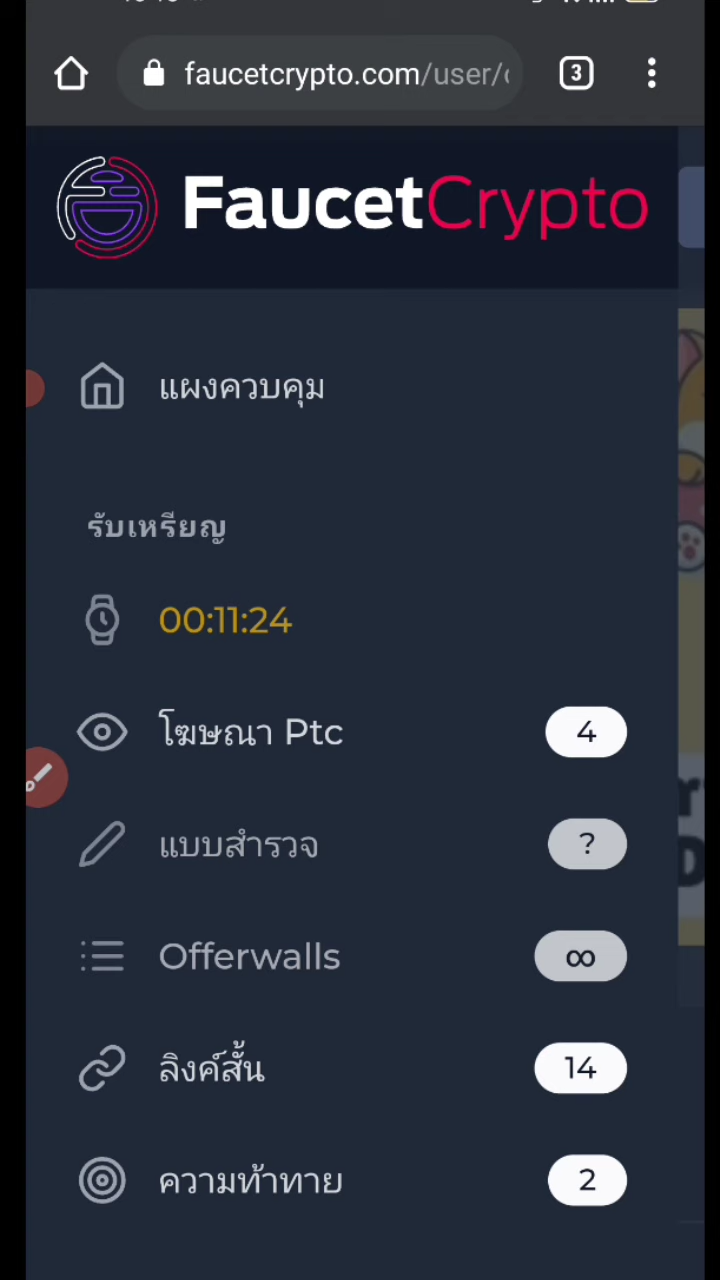 faucetcrypto.com/user/
3
FaucetCrypto
แผงควบคุม
รับเหรียญ
00:11:24
โฆษณา Ptc
4
แบบสำรวจ
?
Offerwalls
∞
ลิงค์สั้น
14
ความท้าทาย
2